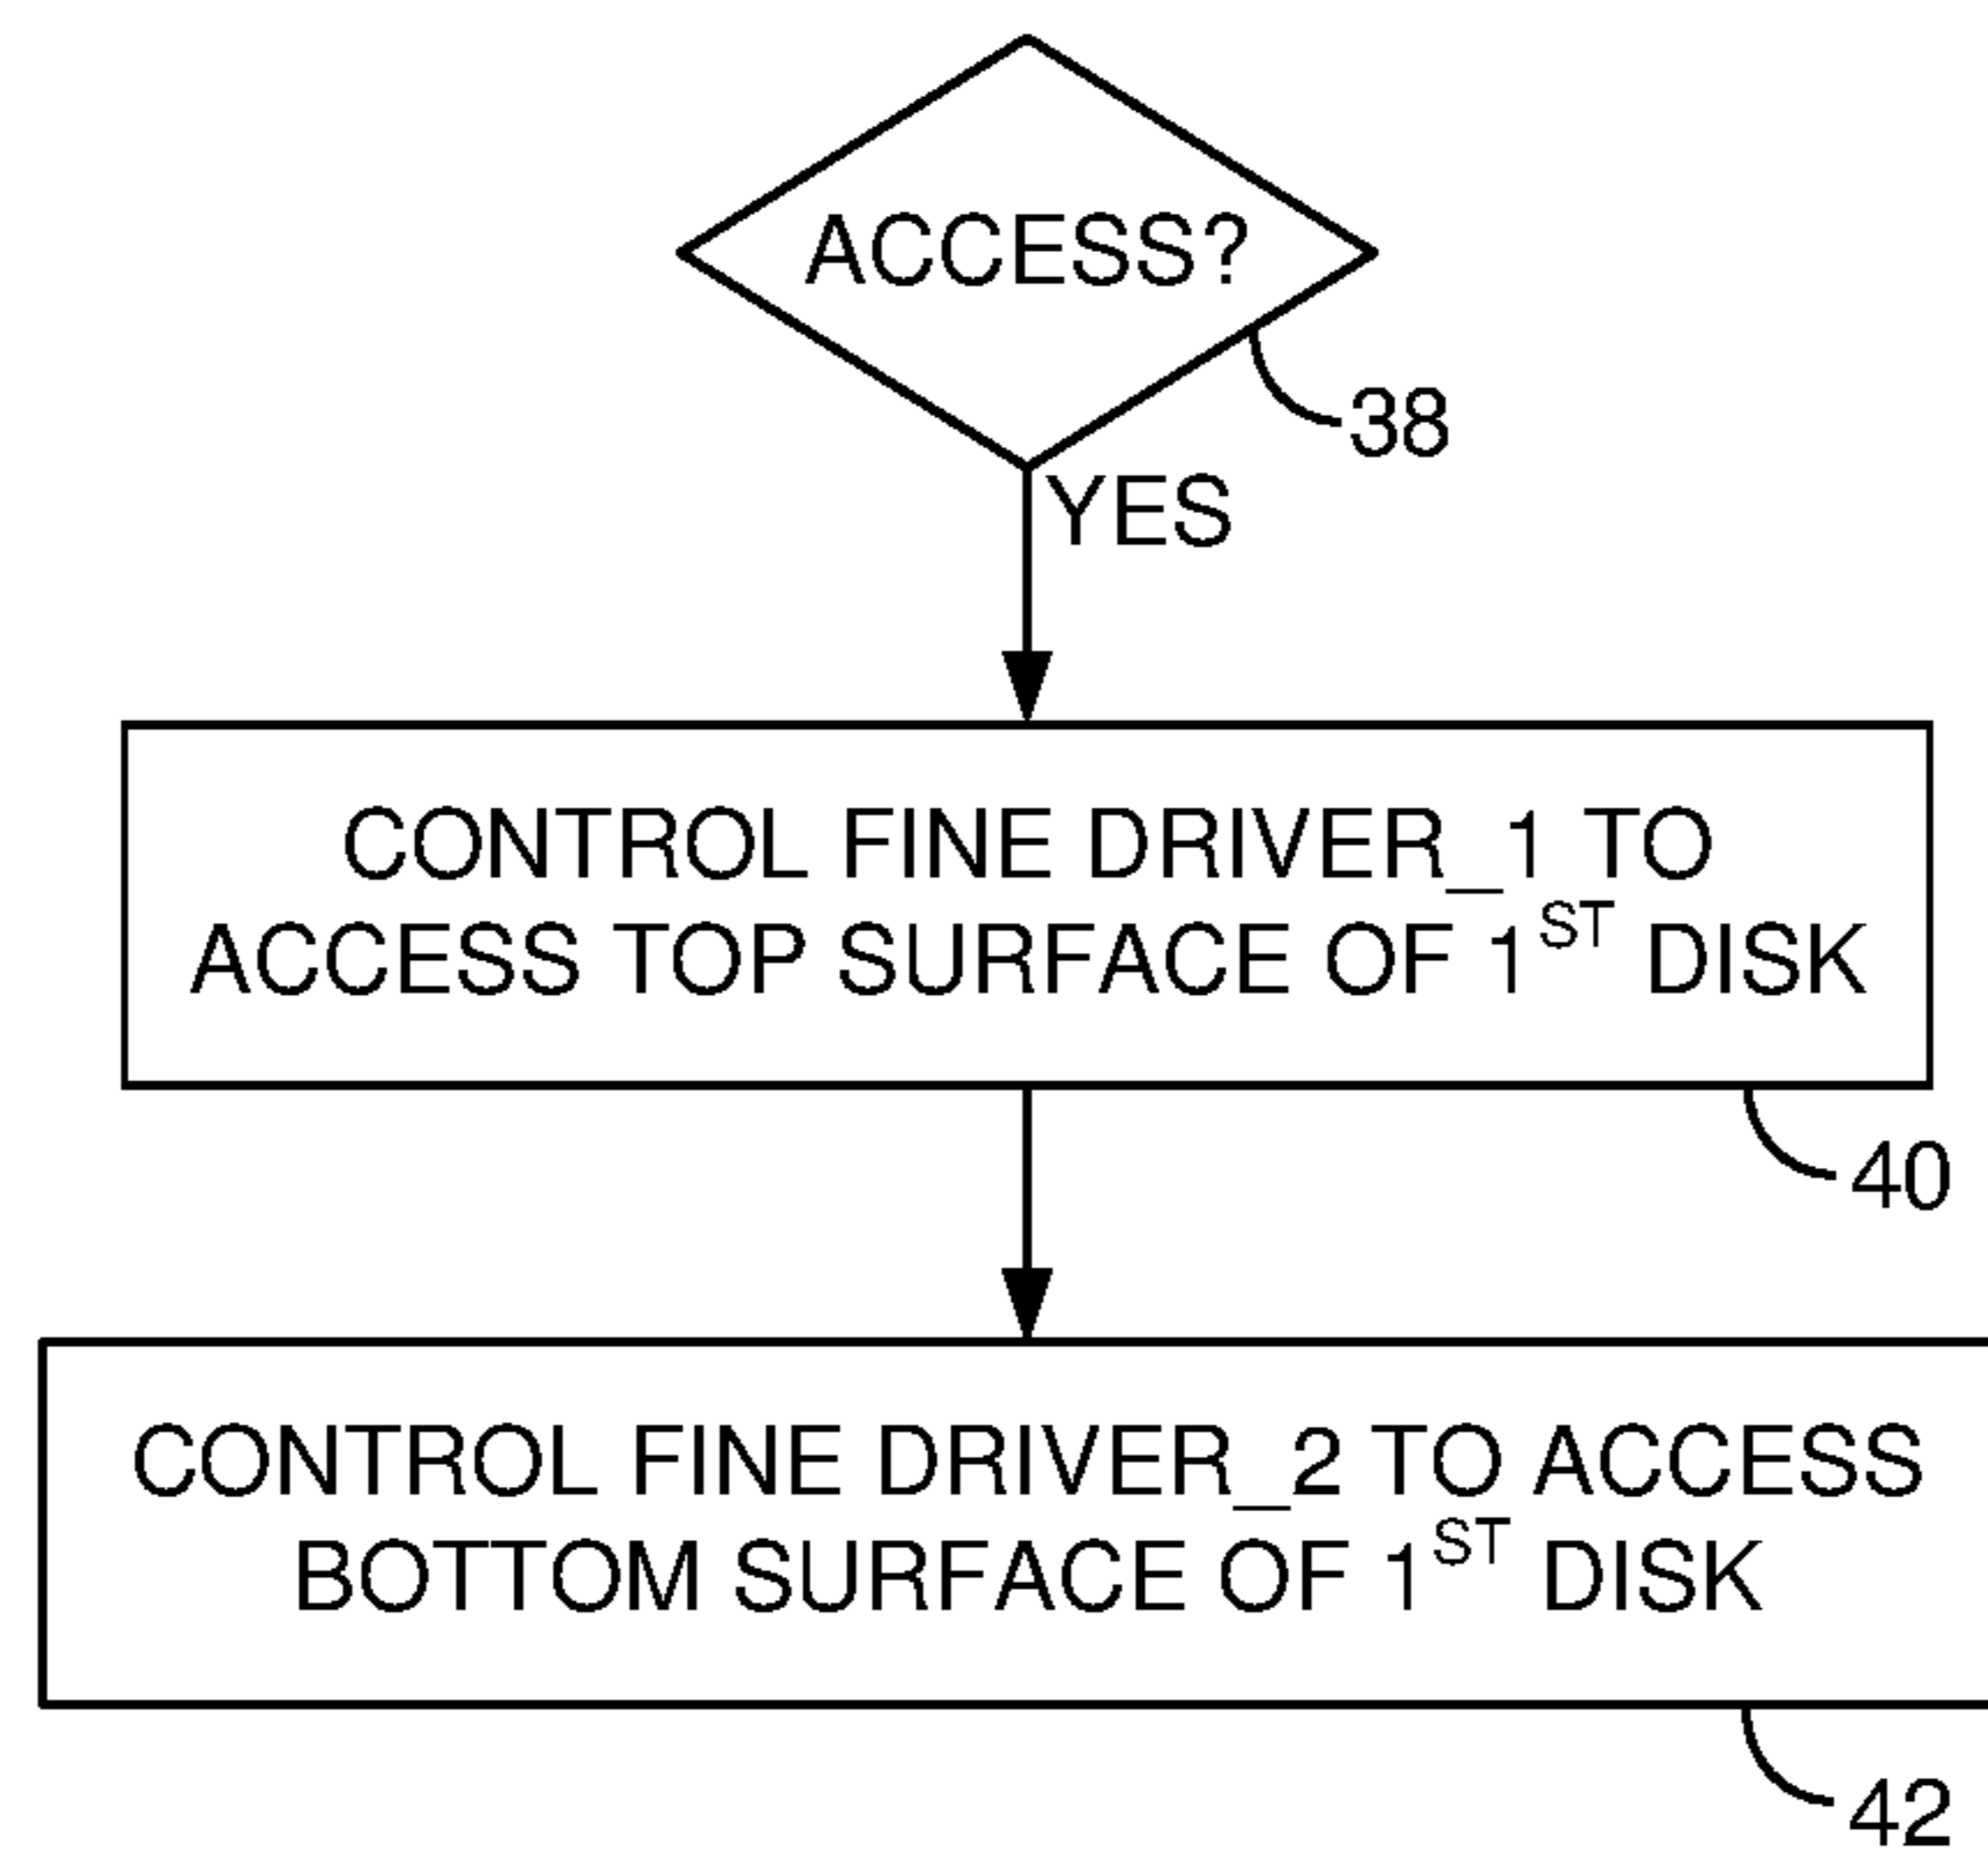 ACCESS?
38
YES
CONTROL FINE DRIVER_1 TO
ACCESS TOP SURFACE OF 1ST DISK
40
CONTROL FINE DRIVER_2 TO ACCESS
BOTTOM SURFACE OF 1ST DISK
42